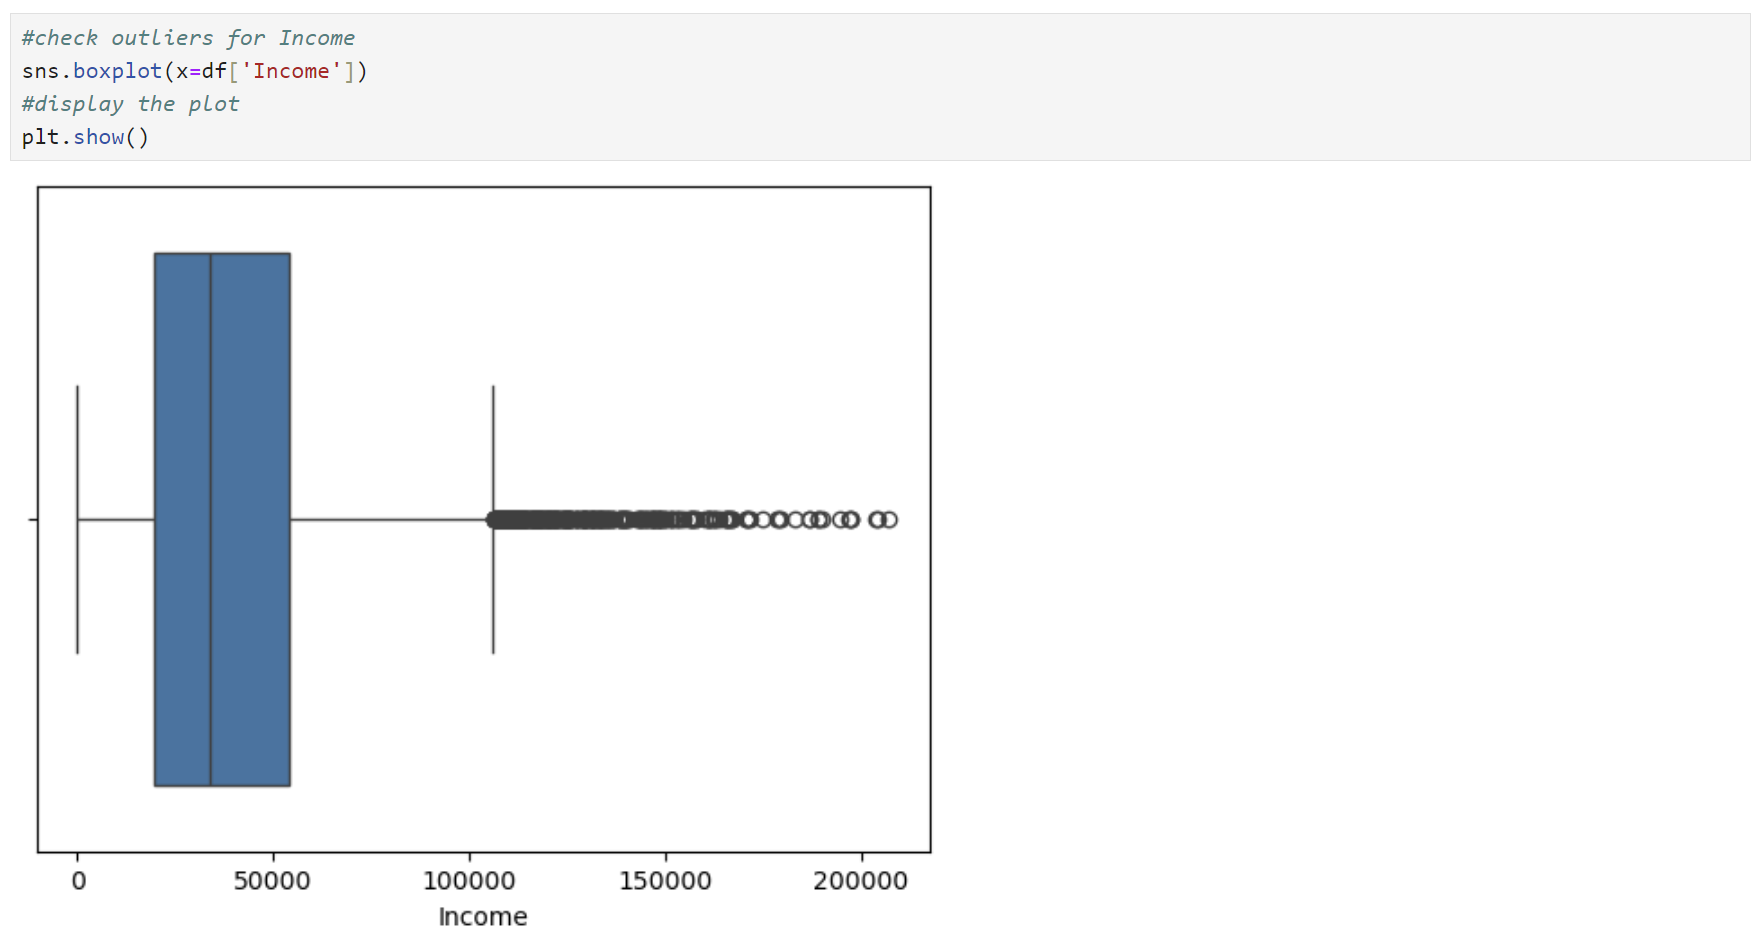 #check outliers for Income
sns.boxplot(x=df['Income'])
#display the plot
plt.show()
0 50000 100000 150000 200000
Income